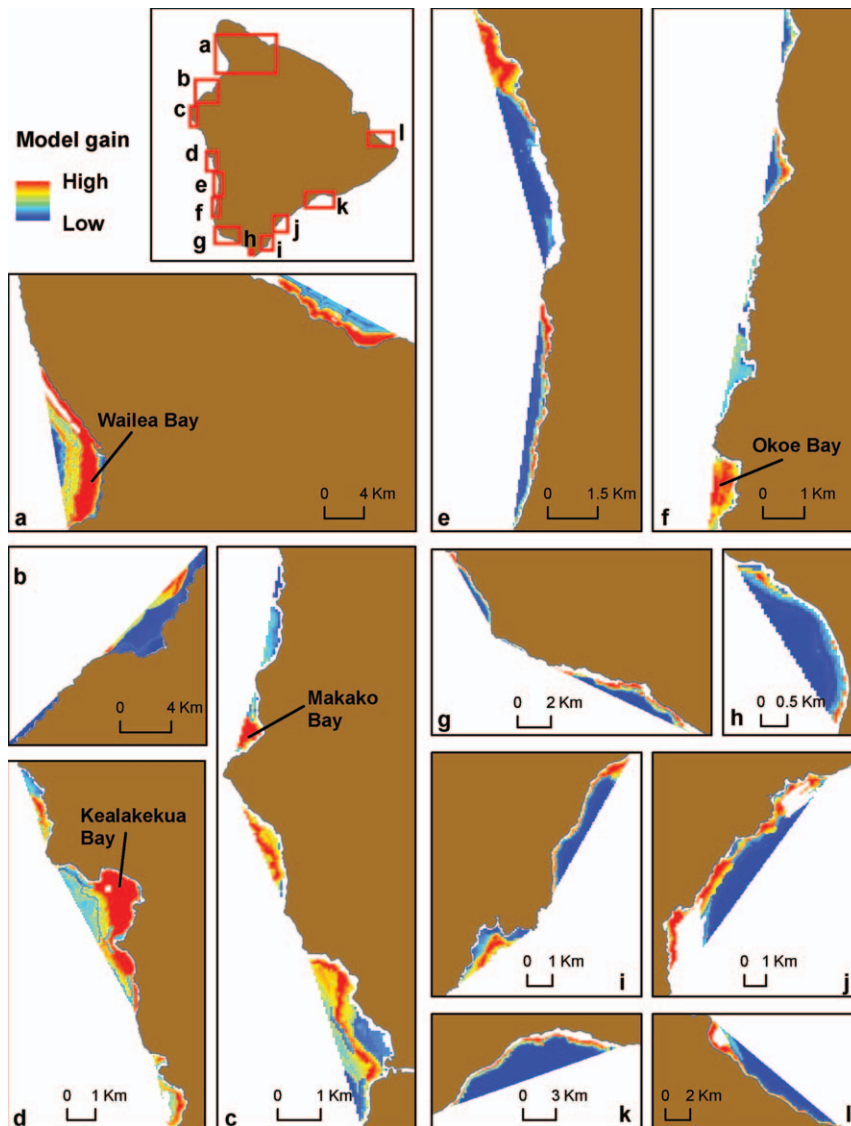 a
b
c
d
e
f
g
h
i
j
k
l
Model gain
High
Low
Wailea Bay
0 4 Km
a
0 1.5 Km
e
Okoe Bay
0 1 Km
f
b
0 4 Km
Makako
Bay
0 1 Km
c
Kealakekua
Bay
0 1 Km
d
0 2 Km
g
0 0.5 Km
h
0 1 Km
i
0 1 Km
j
0 3 Km
k
0 2 Km
l